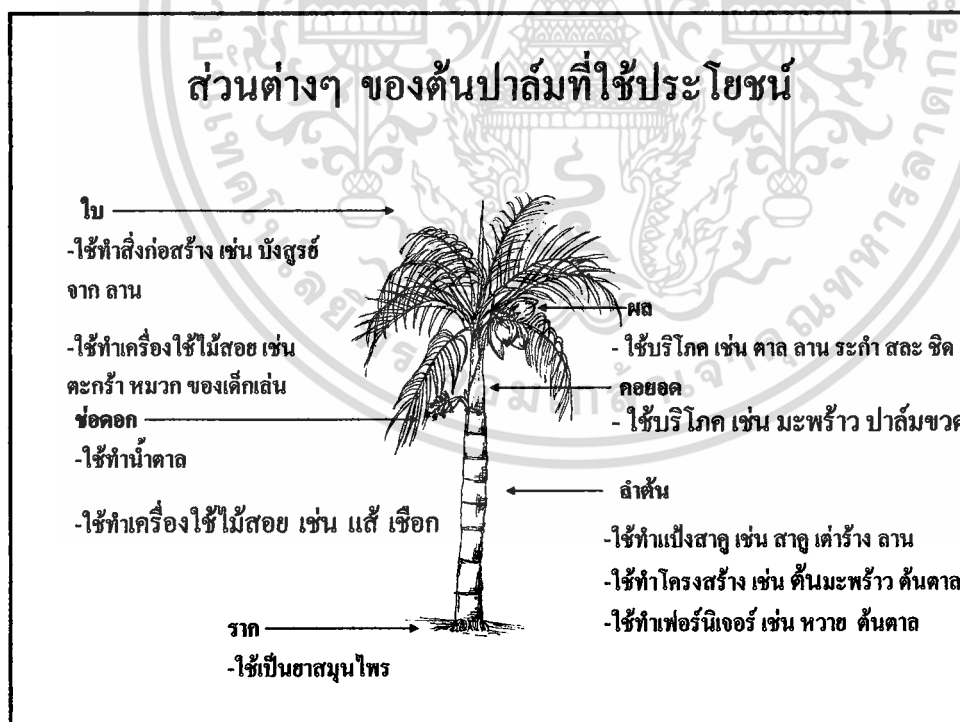 ส่วนต่างๆ ของต้นปาล์มที่ใช้ประโยชน์
ใบ
-ใช้ทำสิ่งก่อสร้าง เช่น บังสูรย์
จาก ลาน
-ใช้ทำเครื่องใช้ไม้สอย เช่น
ตะกร้า หมวก ของเด็กเล่น
ช่อดอก
-ใช้ทำน้ำตาล
-ใช้ทำเครื่องใช้ไม้สอย เช่น แส้ เชือก
ราก
-ใช้เป็นยาสมุนไพร
ผล
- ใช้บริโภค เช่น ตาล ลาน ระกำ สละ ชิด
คอยอด
- ใช้บริโภค เช่น มะพร้าว ปาล์มขวด
ลำต้น
-ใช้ทำแป้งสาคู เช่น สาคู เต่าร้าง ลาน
-ใช้ทำโครงสร้าง เช่น ต้นมะพร้าว ต้นตาล
-ใช้ทำเฟอร์นิเจอร์ เช่น หวาย ต้นตาล